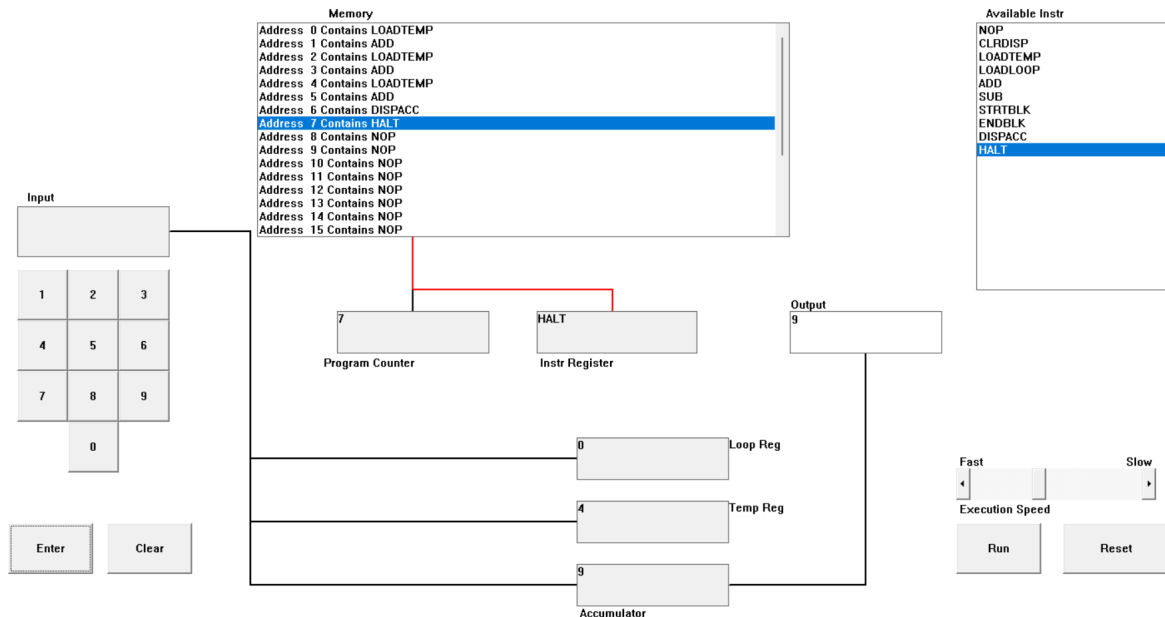 Memory
Address 0 Contains LOADTEMP
Address 1 Contains ADD
Address 2 Contains LOADTEMP
Address 3 Contains ADD
Address 4 Contains LOADTEMP
Address 5 Contains ADD
Address 6 Contains DISPACC
Address 7 Contains HALT
Address 8 Contains NOP
Address 9 Contains NOP
Address 10 Contains NOP
Address 11 Contains NOP
Address 12 Contains NOP
Address 13 Contains NOP
Address 14 Contains NOP
Address 15 Contains NOP
Available Instr
NOP
CLRDISP
LOADTEMP
LOADLOOP
ADD
SUB
STRTBLK
ENDBLK
DISPACC
HALT
Input
1 2 3
4 5 6
7 8 9
0
Enter Clear
7
Program Counter
HALT
Instr Register
Output
9
0
Loop Reg
4
Temp Reg
9
Accumulator
Fast Slow
Execution Speed
Run Reset